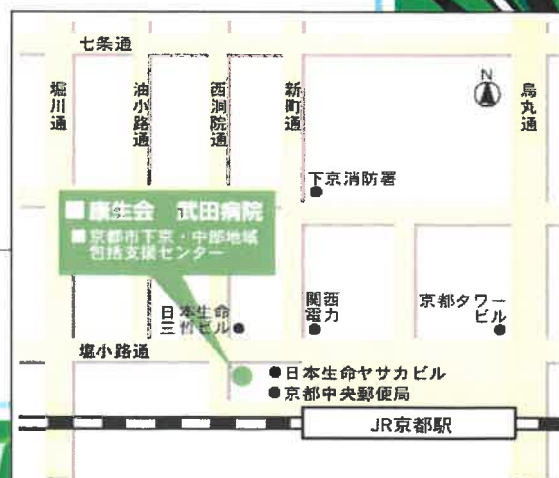 七条通
堀川通
油小路通
西洞院通
新町通
N
烏丸通
下京消防署
■康生会 武田病院
■京都市下京・中部地域
包括支援センター
日本生命
三哲ビル●
関西
電力
京都タワー
ビル
塩小路通
●日本生命ヤサカビル
●京都中央郵便局
JR京都駅